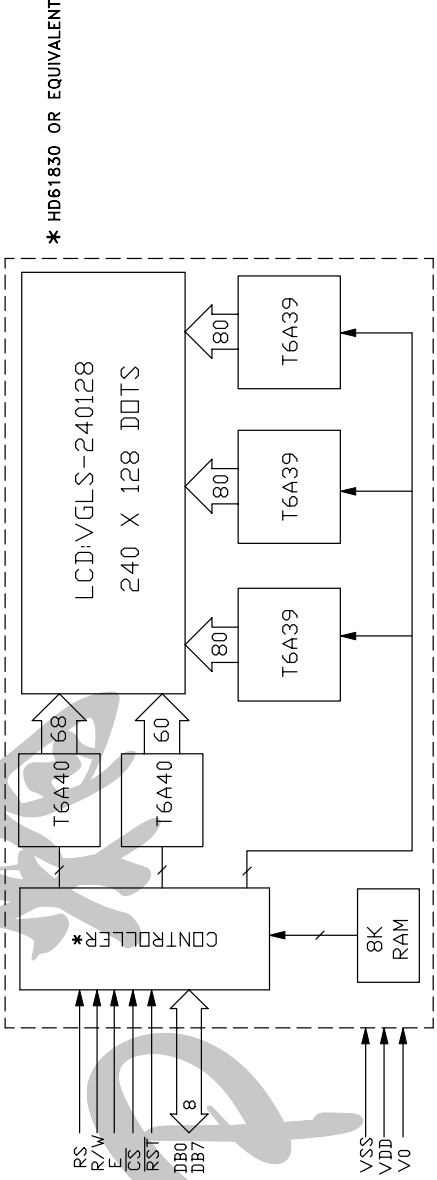 * HD61830 OR EQUIVALENT
LCD:VGLS-240128
240 X 128 DOTS
T6A40
68
T6A40
60
80
T6A39
80
T6A39
80
T6A39
CONTROLLER*
8K
RAM
RS
R/W
E
CS
RST
DB0
DB7
8
VSS
VDD
V0